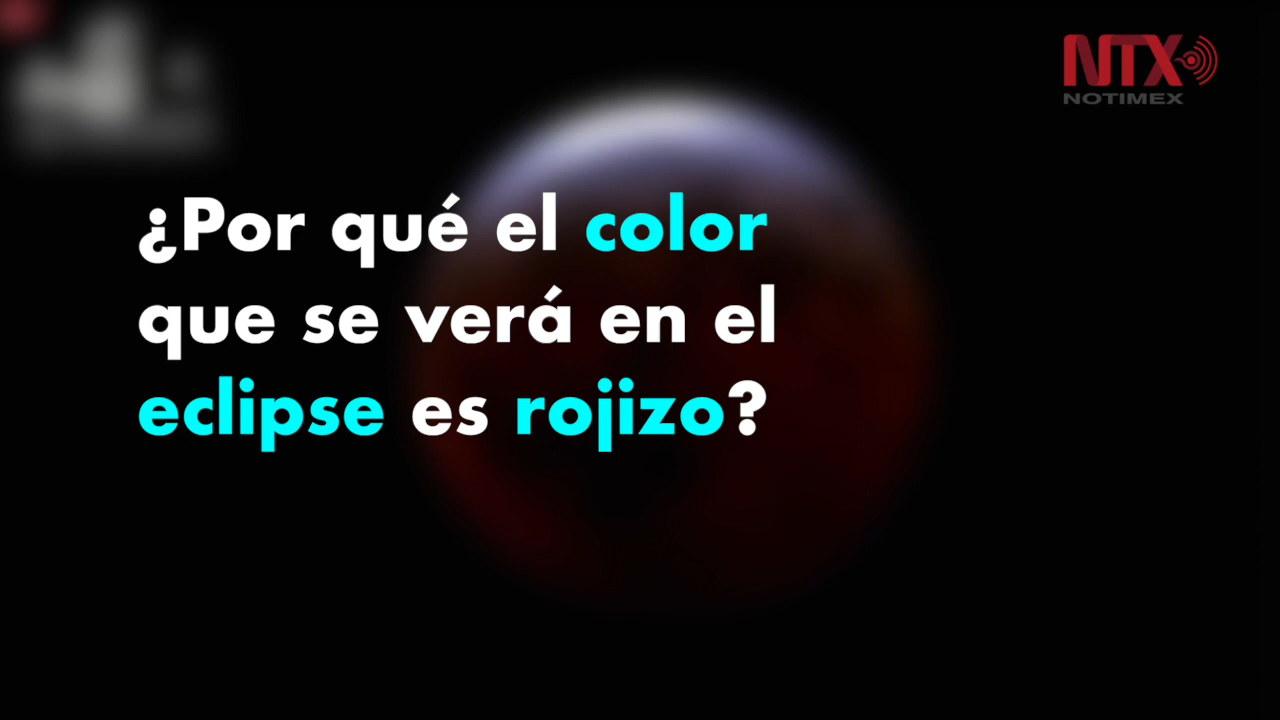 NTX
NOTIMEX
¿Por qué el color
que se verá en el
eclipse es rojizo?